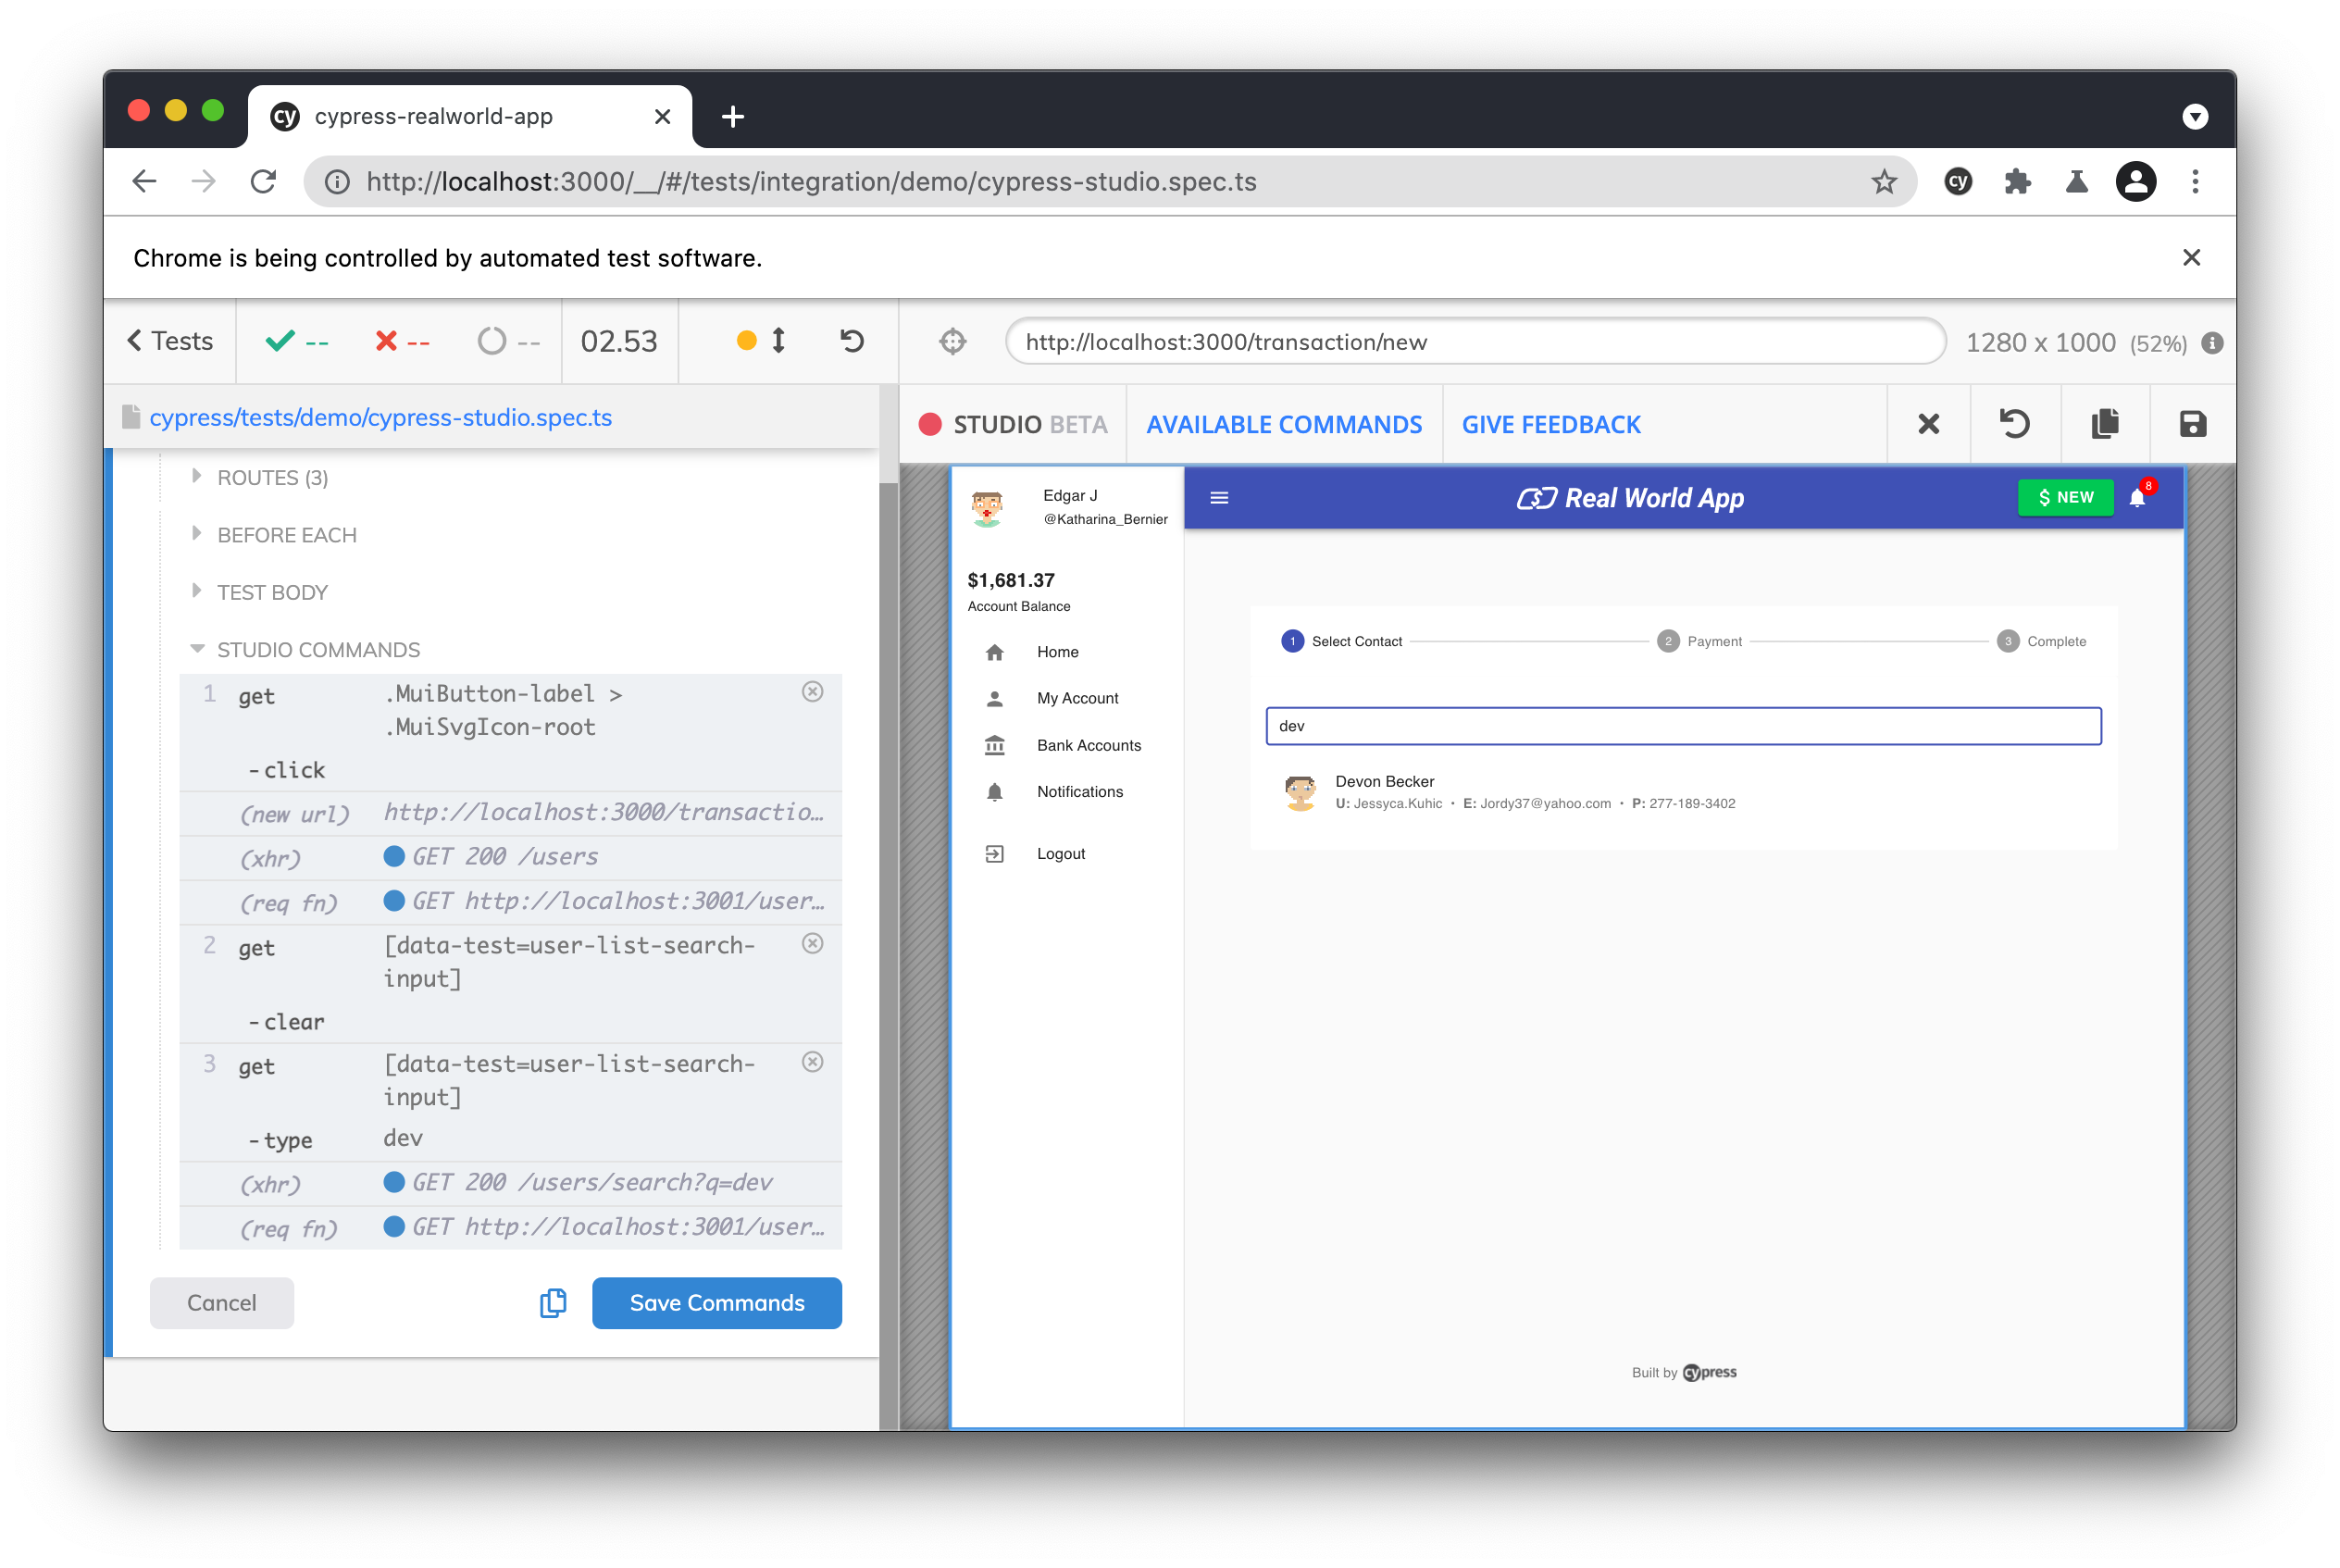 cy cypress-realworld-app
http://localhost:3000/__/#/tests/integration/demo/cypress-studio.spec.ts
cy
Chrome is being controlled by automated test software.
Tests -- -- -- 02.53
http://localhost:3000/transaction/new
1280 x 1000 (52%)
cypress/tests/demo/cypress-studio.spec.ts
STUDIO BETA
AVAILABLE COMMANDS
GIVE FEEDBACK
ROUTES (3)
BEFORE EACH
TEST BODY
STUDIO COMMANDS
1 get .MuiButton-label >
.MuiSvgIcon-root
-click
(new url) http://localhost:3000/transactio…
(xhr) GET 200 /users
(req fn) GET http://localhost:3001/user…
2 get [data-test=user-list-search-
input]
-clear
3 get [data-test=user-list-search-
input]
-type dev
(xhr) GET 200 /users/search?q=dev
(req fn) GET http://localhost:3001/user…
Cancel
Save Commands
Edgar J
@Katharina_Bernier
$1,681.37
Account Balance
Home
My Account
Bank Accounts
Notifications
Logout
Real World App
$ NEW
8
1 Select Contact
2 Payment
3 Complete
dev
Devon Becker
U: Jessyca.Kuhic • E: Jordy37@yahoo.com • P: 277-189-3402
Built by cypress